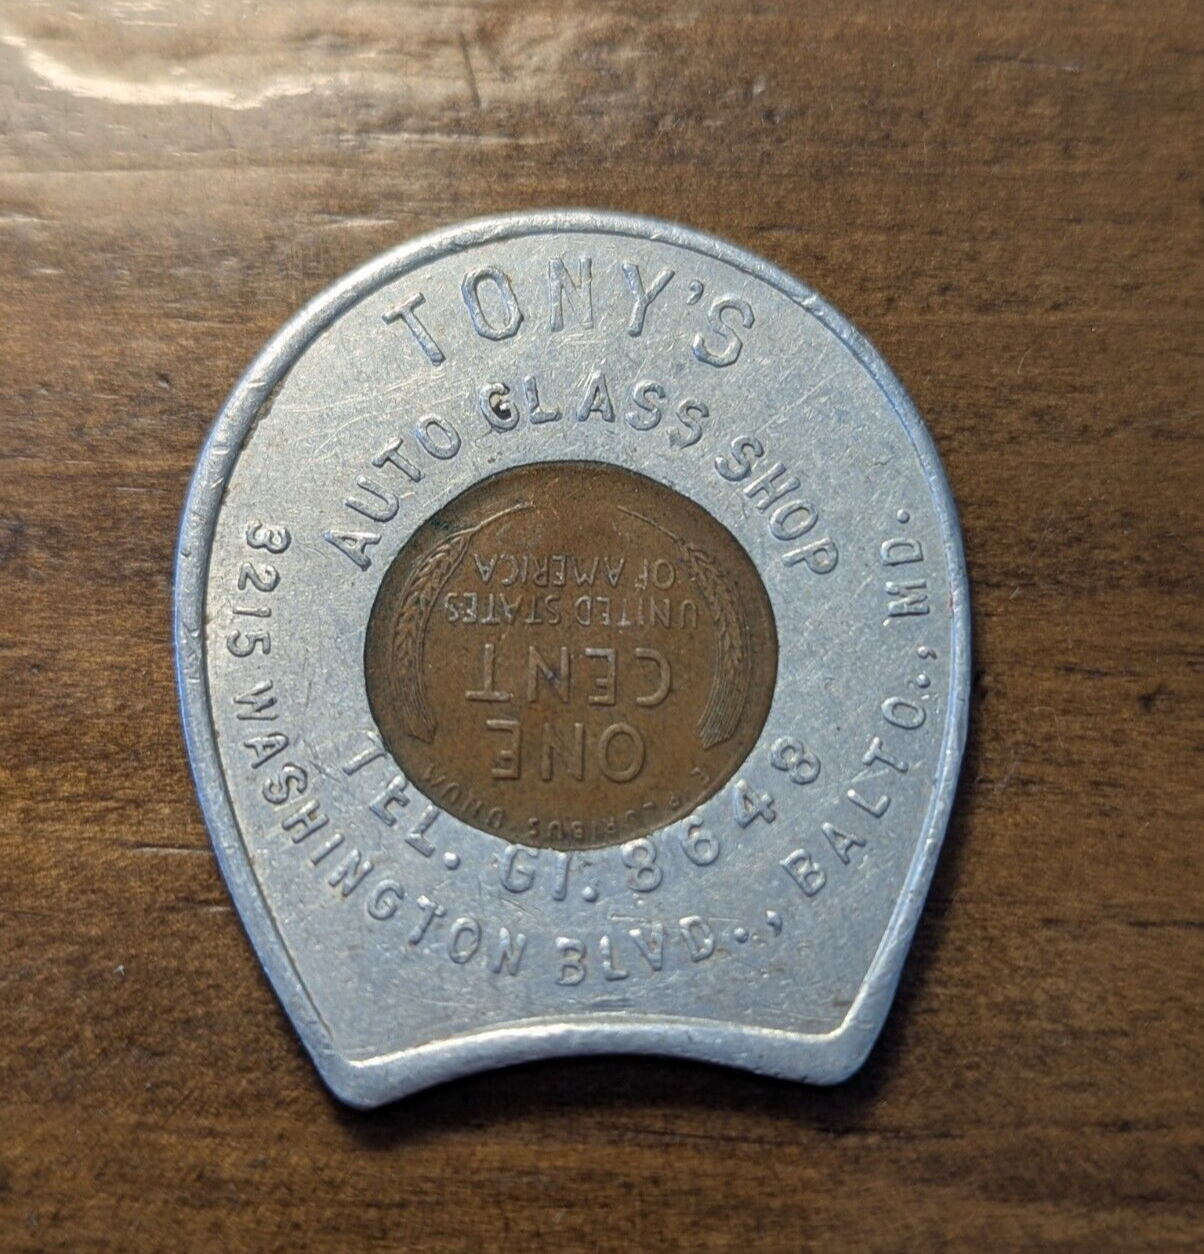 TONY'S
AUTO GLASS SHOP
TEL. GI. 8648
3215 WASHINGTON BLVD., BALTO., MD.
E PLURIBUS UNUM
ONE
CENT
UNITED STATES
OF AMERICA